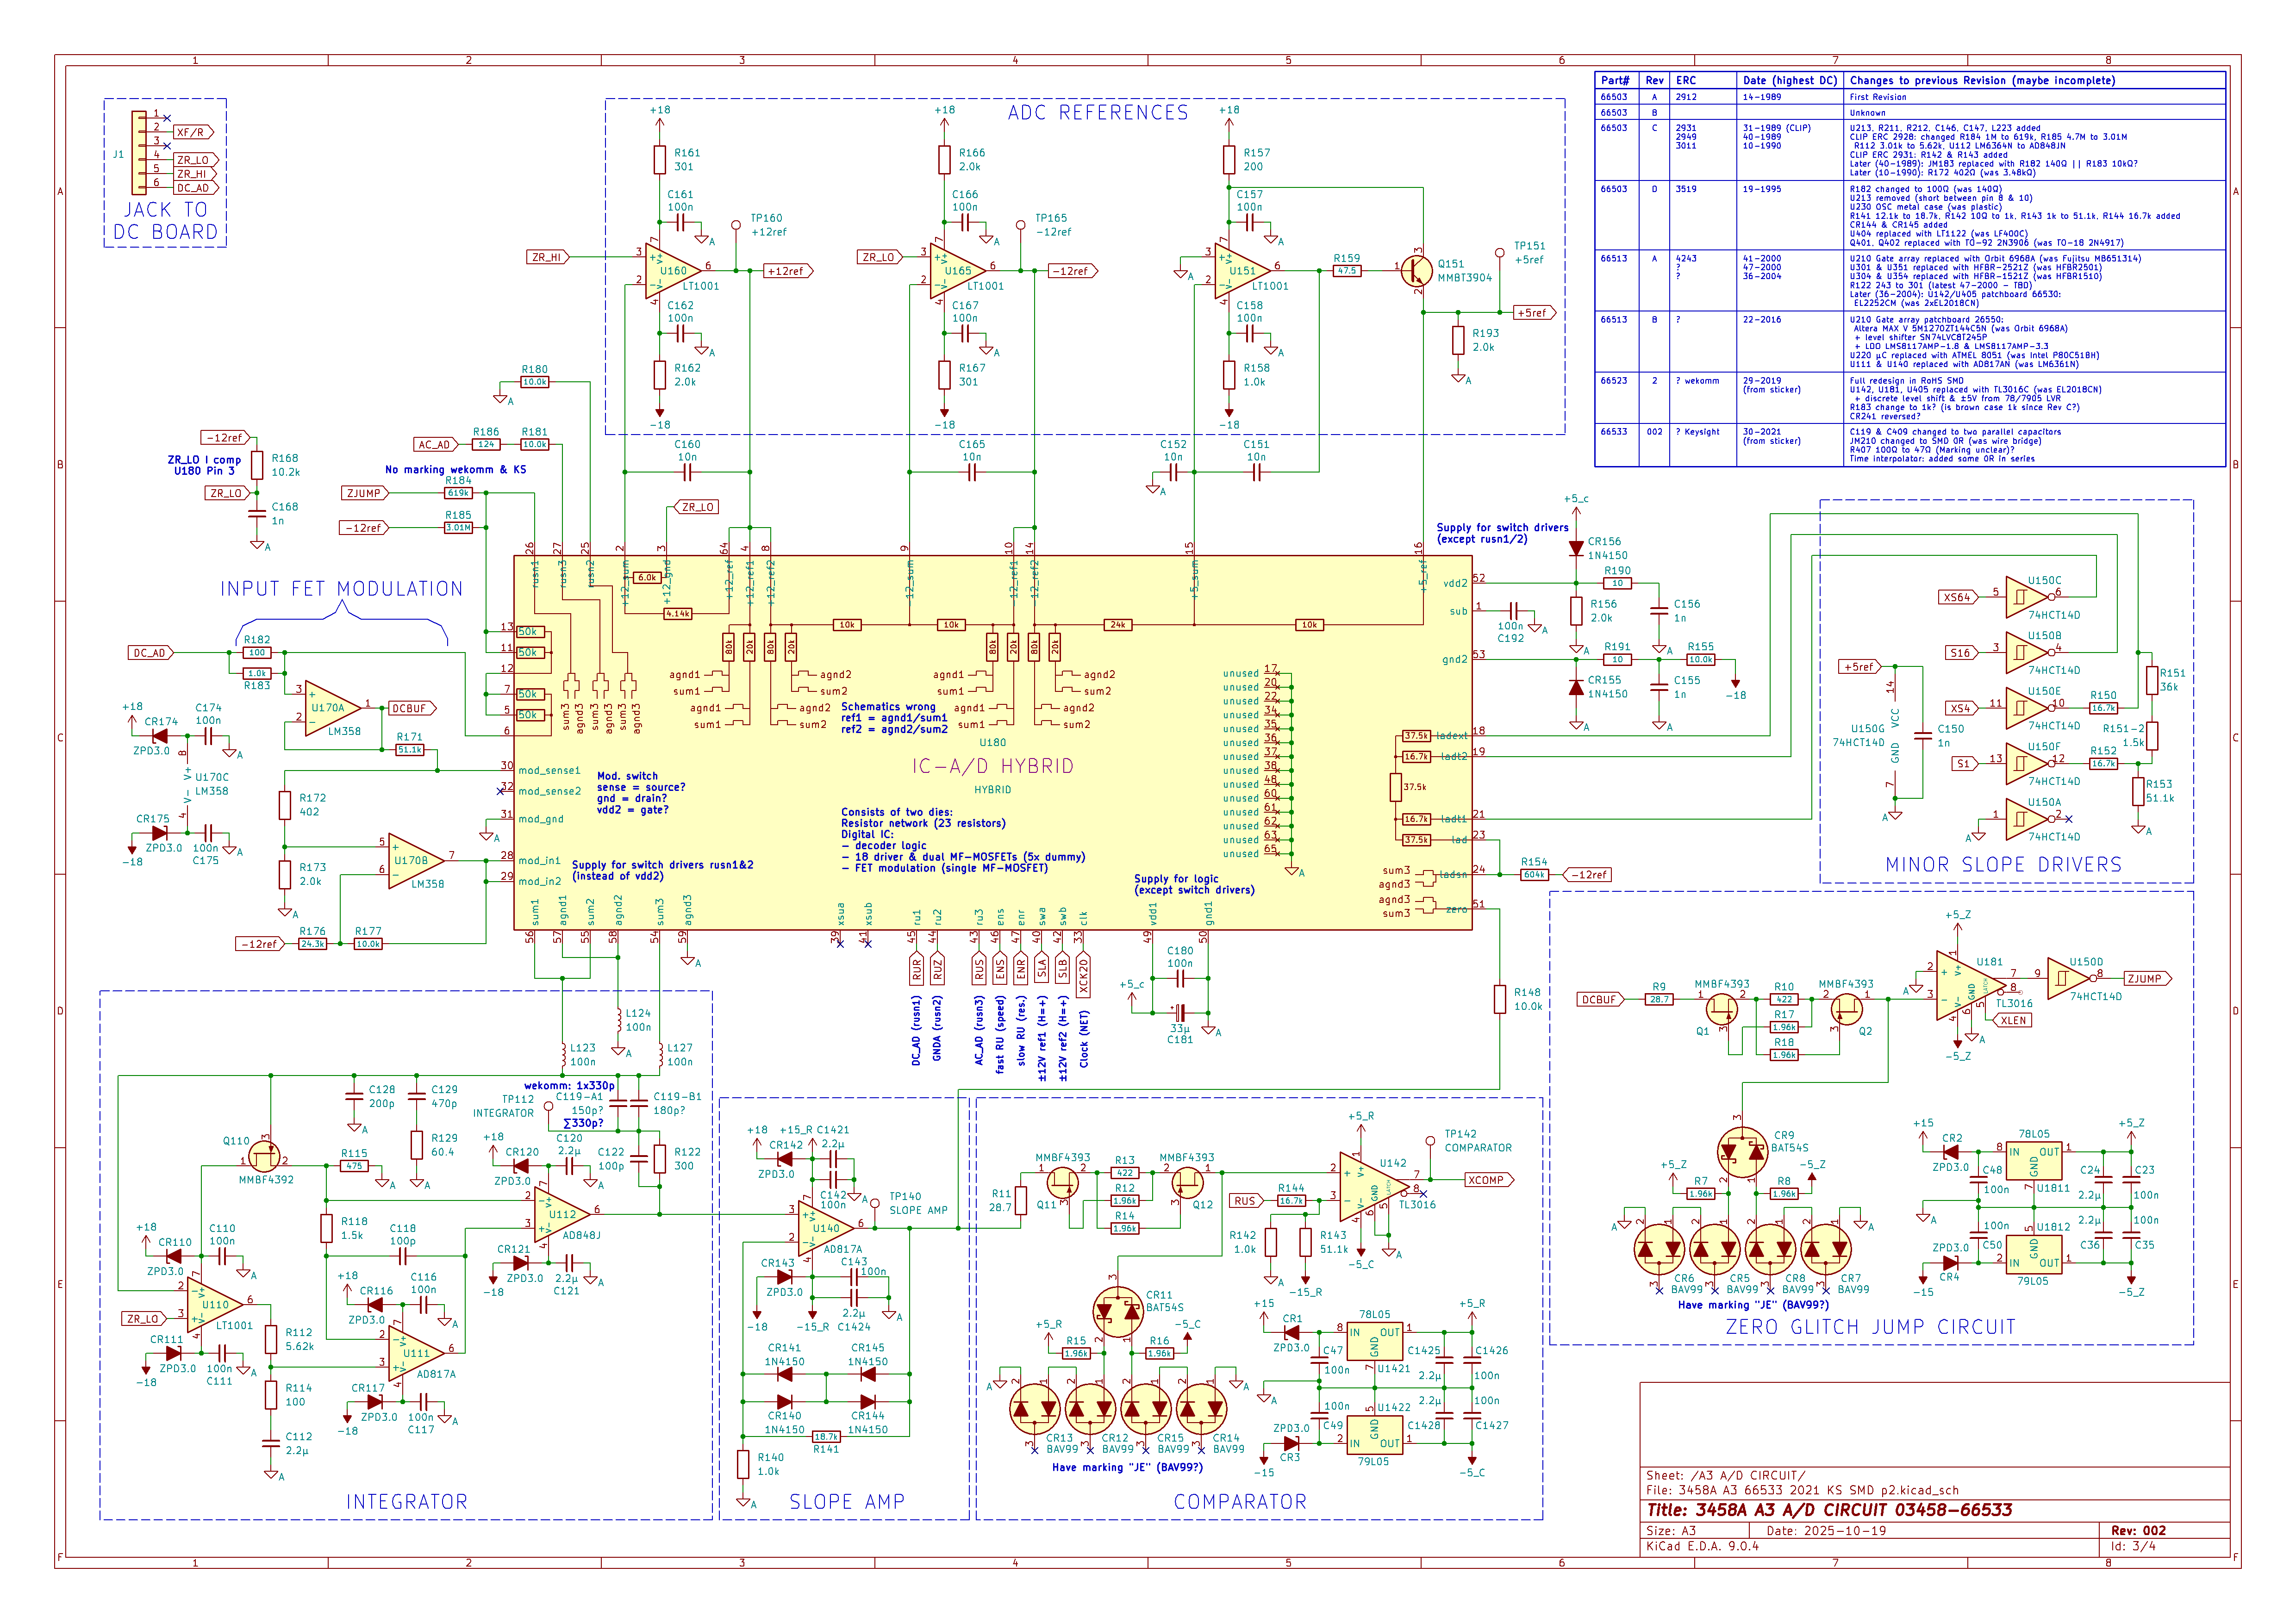 J1
1
2
3
4
5
6
XF/R
ZR_LO
ZR_HI
DC_AD
JACK TO
DC BOARD
ADC REFERENCES
+18
R161
301
C161
100n
TP160
+12ref
ZR_HI
U160
LT1001
+12ref
C162
100n
R162
2.0k
-18
+18
R166
2.0k
C166
100n
TP165
-12ref
ZR_LO
U165
LT1001
-12ref
C167
100n
R167
301
-18
+18
R157
200
C157
100n
U151
LT1001
R159
47.5
Q151
MMBT3904
TP151
+5ref
+5ref
R193
2.0k
C158
100n
R158
1.0k
-18
C160
10n
C165
10n
C152
10n
C151
10n
Part# Rev ERC Date (highest DC) Changes to previous Revision (maybe incomplete)
66503 A 2912 14-1989 First Revision
66503 B Unknown
66503 C 2931 31-1989 (CLIP) U213, R211, R212, C146, C147, L223 added
2949 40-1989 CLIP ERC 2928: changed R184 1M to 619k, R185 4.7M to 3.01M
3011 10-1990 R112 3.01k to 5.62k, U112 LM6364N to AD848JN
CLIP ERC 2931: R142 & R143 added
Later (40-1989): JM183 replaced with R182 140Ω || R183 10kΩ?
Later (10-1990): R172 402Ω (was 3.48kΩ)
66503 D 3519 19-1995 R182 changed to 100Ω (was 140Ω)
U213 removed (short between pin 8 & 10)
U230 OSC metal case (was plastic)
R141 12.1k to 18.7k, R142 10Ω to 1k, R143 1k to 51.1k, R144 16.7k added
CR144 & CR145 added
U404 replaced with LT1122 (was LF400C)
Q401, Q402 replaced with TO-92 2N3906 (was TO-18 2N4917)
66513 A 4243 41-2000 U210 Gate array replaced with Orbit 6968A (was Fujitsu MB651314)
? 47-2000 U301 & U351 replaced with HFBR-2521Z (was HFBR2501)
? 36-2004 U304 & U354 replaced with HFBR-1521Z (was HFBR1510)
R122 243 to 301 (latest 47-2000 - TBD)
Later (36-2004): U142/U405 patchboard 66530:
EL2252CM (was 2xEL2018CN)
66513 B ? 22-2016 U210 Gate array patchboard 26550:
Altera MAX V 5M1270ZT144C5N (was Orbit 6968A)
+ level shifter SN74LVC8T245P
+ LDO LMS8117AMP-1.8 & LMS8117AMP-3.3
U220 µC replaced with ATMEL 8051 (was Intel P80C51BH)
U111 & U140 replaced with AD817AN (was LM6361N)
66523 2 ? wekomm 29-2019 Full redesign in RoHS SMD
(from sticker) U142, U181, U405 replaced with TL3016C (was EL2018CN)
+ discrete level shift & ±5V from 78/7905 LVR
R183 change to 1k? (is brown case 1k since Rev C?)
CR241 reversed?
66533 002 ? Keysight 30-2021 C119 & C409 changed to two parallel capacitors
(from sticker) JM210 changed to SMD 0R (was wire bridge)
R407 100Ω to 47Ω (Marking unclear)?
Time interpolator: added some 0R in series
R180
10.0k
AC_AD
R186
124
R181
10.0k
-12ref
ZR_LO I comp
U180 Pin 3
R168
10.2k
ZR_LO
C168
1n
No marking wekomm & KS
ZJUMP
R184
619k
-12ref
R185
3.01M
ZR_LO
INPUT FET MODULATION
DC_AD
R182
100
1.0k
R183
U170A
LM358
DCBUF
R171
51.1k
+18
CR174
ZPD3.0
C174
100n
U170C
LM358
CR175
ZPD3.0
C175
100n
-18
R172
402
R173
2.0k
U170B
LM358
-12ref
R176
24.3k
R177
10.0k
rusn1
rusn3
rusn2
+12_sum
+12_gnd
+12_ref
+12_ref1
+12_ref2
-12_sum
-12_ref1
-12_ref2
+5_sum
+5_ref
6.0k
4.14k
50k
50k
50k
50k
10k
10k
24k
10k
80k
20k
80k
20k
80k
20k
80k
20k
agnd1
sum1
agnd2
sum2
sum3
agnd3
Schematics wrong
ref1 = agnd1/sum1
ref2 = agnd2/sum2
U180
IC-A/D HYBRID
HYBRID
mod_sense1
mod_sense2
mod_gnd
mod_in1
mod_in2
Mod. switch
sense = source?
gnd = drain?
vdd2 = gate?
Consists of two dies:
Resistor network (23 resistors)
Digital IC:
- decoder logic
- 18 driver & dual MF-MOSFETs (5x dummy)
- FET modulation (single MF-MOSFET)
Supply for switch drivers rusn1&2
(instead of vdd2)
Supply for logic
(except switch drivers)
unused
unused
unused
unused
unused
unused
unused
unused
unused
unused
unused
unused
unused
unused
vdd2
sub
gnd2
ladext
ladt2
ladt1
lad
ladsn
zero
37.5k
16.7k
37.5k
16.7k
37.5k
sum3
agnd3
agnd3
sum3
sum1
agnd1
sum2
agnd2
sum3
agnd3
xsua
xsub
ru1
ru2
ru3
ens
enr
swa
swb
clk
vdd1
gnd1
RUR
RUZ
RUS
ENS
ENR
SLA
SLB
XCK20
DC_AD (rusn1)
GNDA (rusn2)
AC_AD (rusn3)
fast RU (speed)
slow RU (res.)
±12V ref1 (H=+)
±12V ref2 (H=+)
Clock (NET)
C180
100n
+5_c
33µ
C181
Supply for switch drivers
(except rusn1/2)
+5_c
CR156
1N4150
R190
10
R156
2.0k
C156
1n
100n
C192
R191
10
R155
10.0k
CR155
1N4150
C155
1n
-18
R154
604k
-12ref
R148
10.0k
XS64
U150C
74HCT14D
S16
U150B
74HCT14D
XS4
U150E
74HCT14D
R150
16.7k
S1
U150F
74HCT14D
R152
16.7k
U150A
74HCT14D
R151
36k
R151-2
1.5k
R153
51.1k
+5ref
U150G
74HCT14D
VCC
GND
C150
1n
MINOR SLOPE DRIVERS
DCBUF
R9
28.7
MMBF4393
Q1
R10
422
R17
1.96k
R18
1.96k
MMBF4393
Q2
+5_Z
U181
TL3016
LATCH
XLEN
-5_Z
U150D
74HCT14D
ZJUMP
CR9
BAT54S
+5_Z
R7
1.96k
R8
1.96k
-5_Z
CR6
BAV99
CR5
BAV99
CR8
BAV99
CR7
BAV99
Have marking "JE" (BAV99?)
+15
CR2
ZPD3.0
78L05
IN
OUT
GND
U1811
C48
100n
C24
2.2µ
C23
100n
+5_Z
100n
C50
U1812
2.2µ
C36
100n
C35
ZPD3.0
CR4
79L05
-15
-5_Z
ZERO GLITCH JUMP CIRCUIT
L123
100n
L124
100n
L127
100n
C128
200p
C129
470p
R129
60.4
wekomm: 1x330p
TP112
INTEGRATOR
C119-A1
150p?
∑330p?
C119-B1
180p?
Q110
MMBF4392
R115
475
+18
CR120
ZPD3.0
C120
2.2µ
C122
100p
R122
300
U112
AD848J
CR121
ZPD3.0
2.2µ
C121
-18
R118
1.5k
C118
100p
+18
CR110
ZPD3.0
C110
100n
U110
LT1001
ZR_LO
CR111
ZPD3.0
100n
C111
-18
R112
5.62k
R114
100
C112
2.2µ
+18
CR116
ZPD3.0
C116
100n
U111
AD817A
CR117
ZPD3.0
100n
C117
-18
INTEGRATOR
+18
+15_R
C1421
2.2µ
CR142
ZPD3.0
C142
100n
TP140
SLOPE AMP
U140
AD817A
CR143
ZPD3.0
C143
100n
2.2µ
C1424
-18
-15_R
CR141
1N4150
CR145
1N4150
CR140
1N4150
CR144
1N4150
18.7k
R141
R140
1.0k
SLOPE AMP
R11
28.7
MMBF4393
Q11
R13
422
R12
1.96k
R14
1.96k
MMBF4393
Q12
+5_R
TP142
COMPARATOR
U142
TL3016
LATCH
XCOMP
RUS
R144
16.7k
R142
1.0k
R143
51.1k
-15_R
-5_C
CR11
BAT54S
+5_R
R15
1.96k
R16
1.96k
-5_C
CR13
BAV99
CR12
BAV99
CR15
BAV99
CR14
BAV99
Have marking "JE" (BAV99?)
+15
CR1
ZPD3.0
78L05
IN
OUT
GND
U1421
C47
100n
C1425
2.2µ
C1426
100n
+5_R
100n
C49
U1422
2.2µ
C1428
100n
C1427
ZPD3.0
CR3
79L05
-15
-5_C
COMPARATOR
Sheet: /A3 A/D CIRCUIT/
File: 3458A A3 66533 2021 KS SMD p2.kicad_sch
Title: 3458A A3 A/D CIRCUIT 03458-66533
Size: A3
Date: 2025-10-19
Rev: 002
KiCad E.D.A. 9.0.4
Id: 3/4